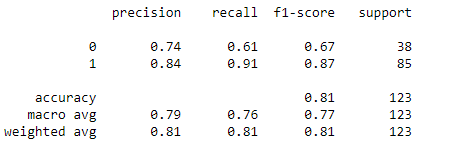 precision recall f1-score support
0 0.74 0.61 0.67 38
1 0.84 0.91 0.87 85
accuracy 0.81 123
macro avg 0.79 0.76 0.77 123
weighted avg 0.81 0.81 0.81 123